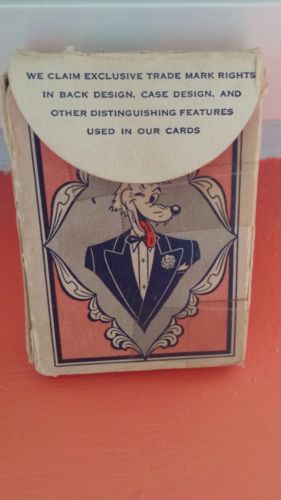 WE CLAIM EXCLUSIVE TRADE MARK RIGHTS
IN BACK DESIGN, CASE DESIGN, AND
OTHER DISTINGUISHING FEATURES
USED IN OUR CARDS